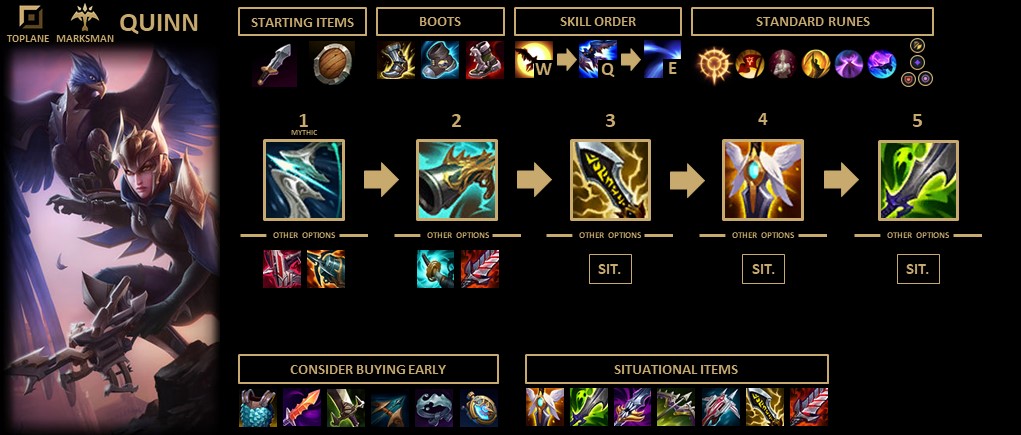 TOPLANE MARKSMAN QUINN
STARTING ITEMS
BOOTS
SKILL ORDER
STANDARD RUNES
W Q E
1 2 3 4 5
MYTHIC
OTHER OPTIONS OTHER OPTIONS OTHER OPTIONS OTHER OPTIONS OTHER OPTIONS
SIT. SIT. SIT.
CONSIDER BUYING EARLY
SITUATIONAL ITEMS